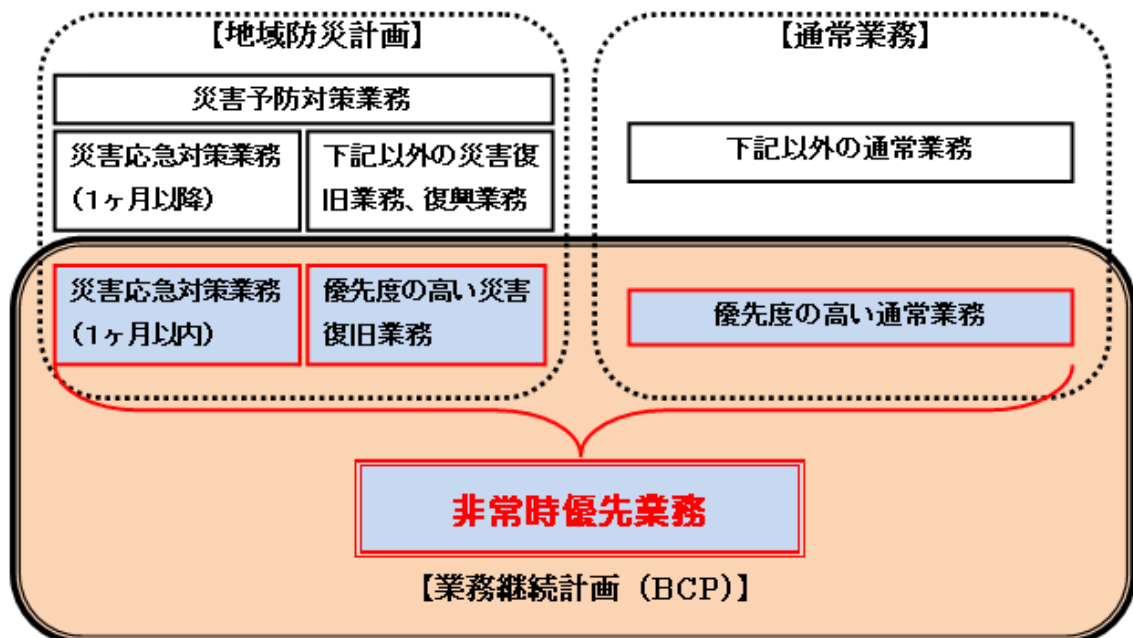 【地域防災計画】
【通常業務】
災害予防対策業務
災害応急対策業務
(1ヶ月以降)
下記以外の災害復
旧業務、復興業務
下記以外の通常業務
災害応急対策業務
(1ヶ月以内)
優先度の高い災害
復旧業務
優先度の高い通常業務
非常時優先業務
【業務継続計画(BCP)】